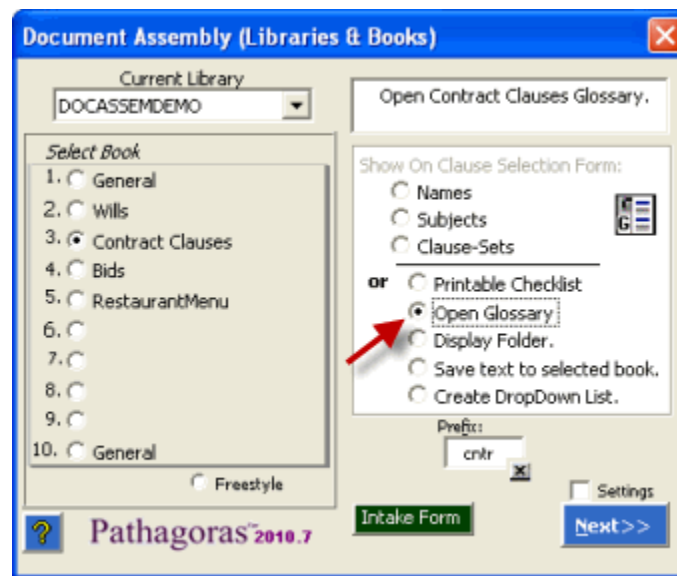 Document Assembly (Libraries & Books)
Current Library
DOCASSEMDEMO
Open Contract Clauses Glossary.
Select Book
1. General
2. Wills
3. Contract Clauses
4. Bids
5. RestaurantMenu
6.
7.
8.
9.
10. General
Freestyle
Show On Clause Selection Form:
Names
Subjects
Clause-Sets
or Printable Checklist
Open Glossary
Display Folder.
Save text to selected book.
Create DropDown List.
Prefix:
cntr
x
Settings
? Pathagoras™2010.7
Intake Form
Next>>